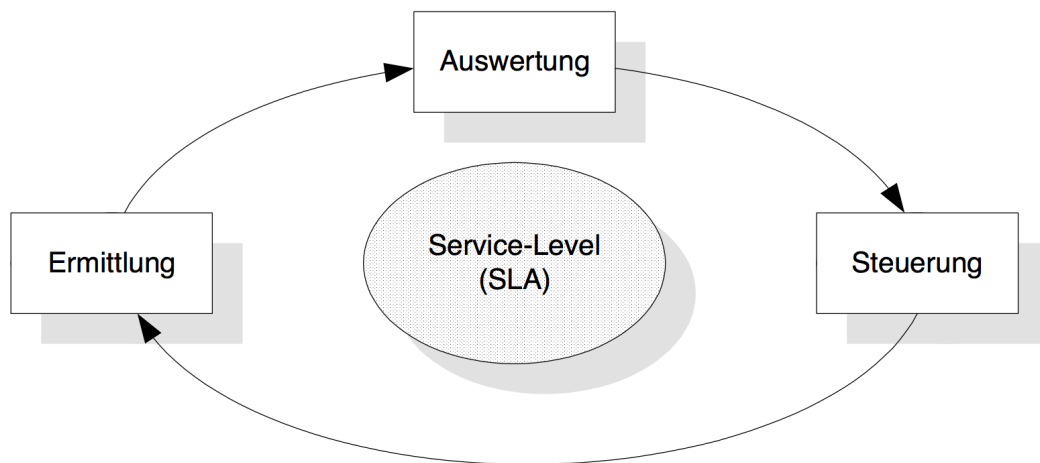 Auswertung
Ermittlung
Service-Level
(SLA)
Steuerung